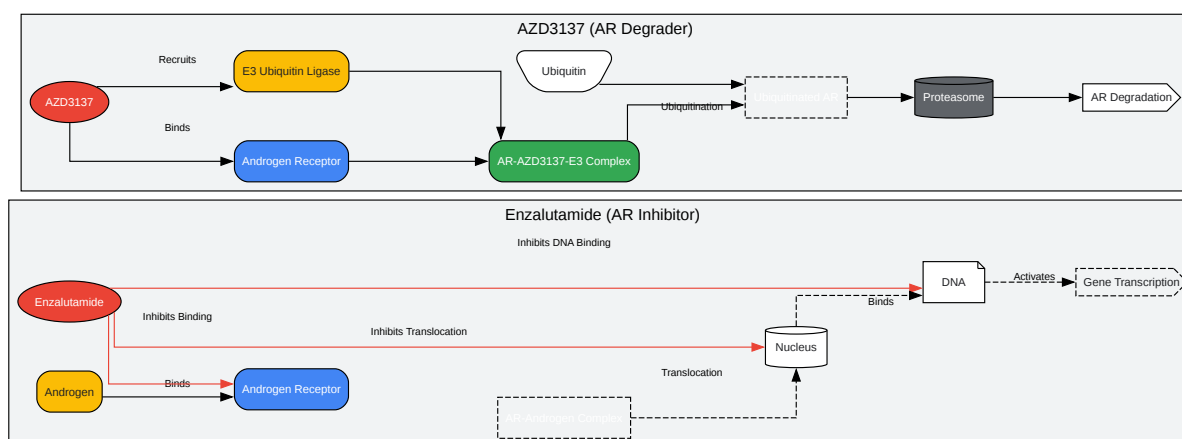 AZD3137 (AR Degrader)
Recruits
E3 Ubiquitin Ligase
Ubiquitin
AZD3137
Ubiquitinated AR
Proteasome
AR Degradation
Ubiquitination
Binds
Androgen Receptor
AR-AZD3137-E3 Complex
Enzalutamide (AR Inhibitor)
Inhibits DNA Binding
DNA
Activates
Gene Transcription
Enzalutamide
Binds
Inhibits Binding
Inhibits Translocation
Nucleus
Translocation
Androgen
Binds
Androgen Receptor
AR-Androgen Complex